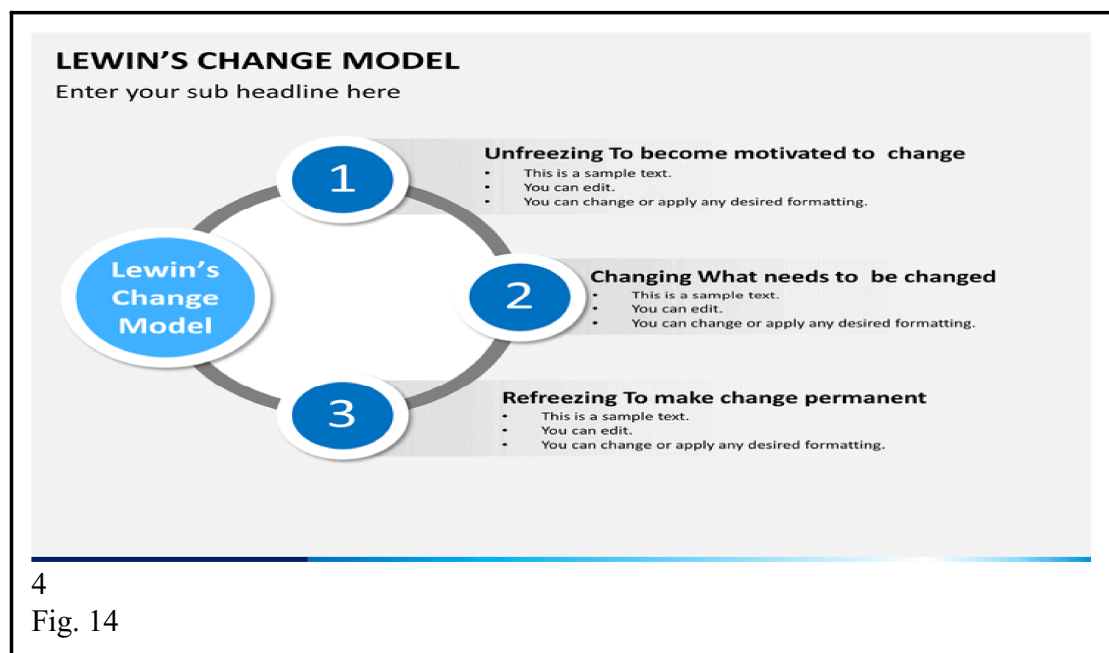 LEWIN'S CHANGE MODEL
Enter your sub headline here
1
Unfreezing To become motivated to change
• This is a sample text.
• You can edit.
• You can change or apply any desired formatting.
Lewin's
Change
Model
2
Changing What needs to be changed
• This is a sample text.
• You can edit.
• You can change or apply any desired formatting.
3
Refreezing To make change permanent
• This is a sample text.
• You can edit.
• You can change or apply any desired formatting.
4
Fig. 14